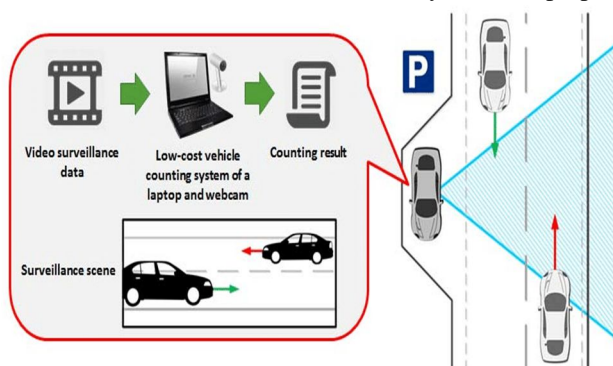 P
Video surveillance
data
Low-cost vehicle
counting system of a
laptop and webcam
Counting result
Surveillance scene